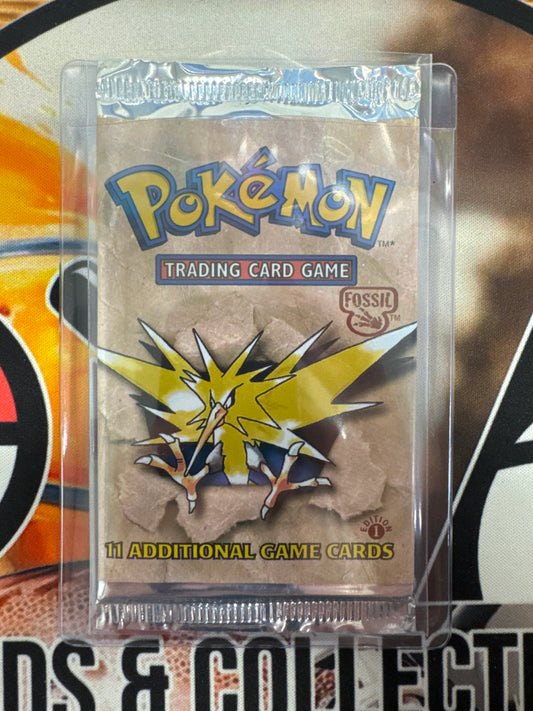 POKéMON
TM*
TRADING CARD GAME
FOSSIL
TM
EDITION
1
11 ADDITIONAL GAME CARDS
DS & COLLECT